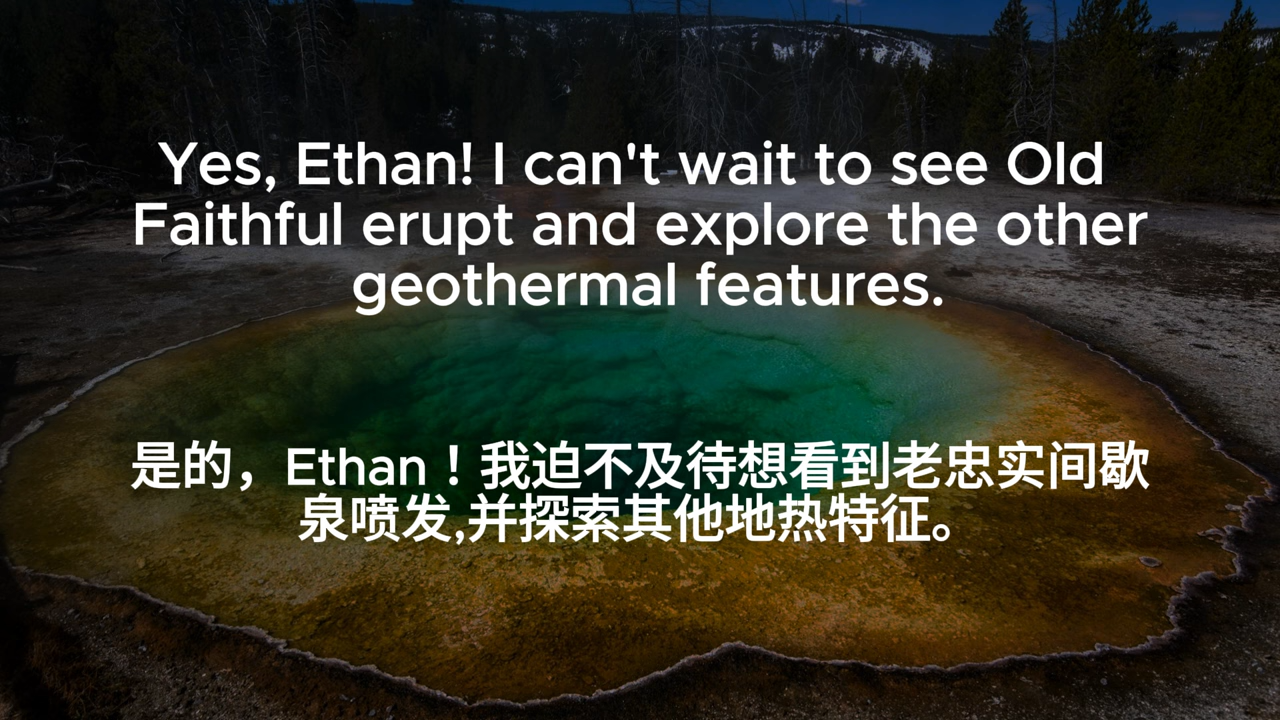 Yes, Ethan! I can't wait to see Old
Faithful erupt and explore the other
geothermal features.
是的，Ethan！我迫不及待想看到老忠实间歇
泉喷发,并探索其他地热特征。